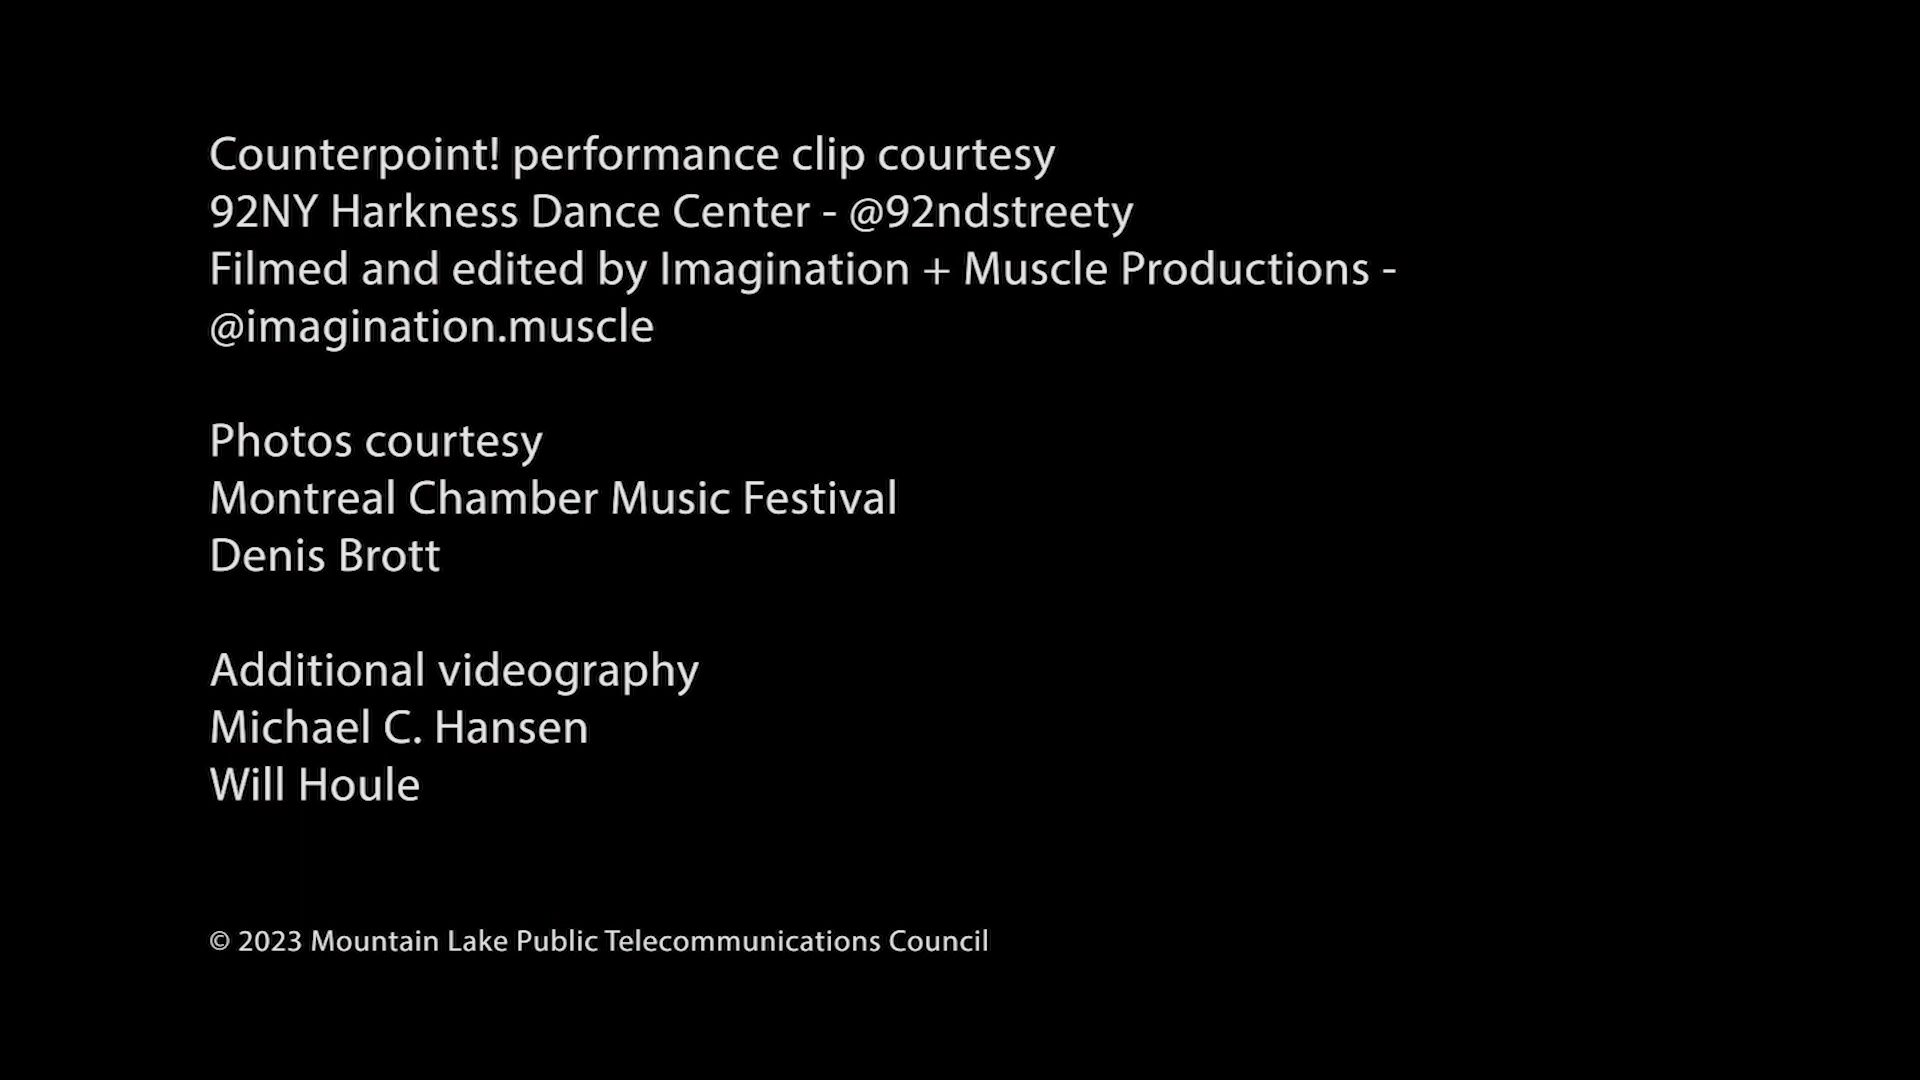 Counterpoint! performance clip courtesy
92NY Harkness Dance Center - @92ndstreety
Filmed and edited by Imagination + Muscle Productions -
@imagination.muscle
Photos courtesy
Montreal Chamber Music Festival
Denis Brott
Additional videography
Michael C. Hansen
Will Houle
© 2023 Mountain Lake Public Telecommunications Council